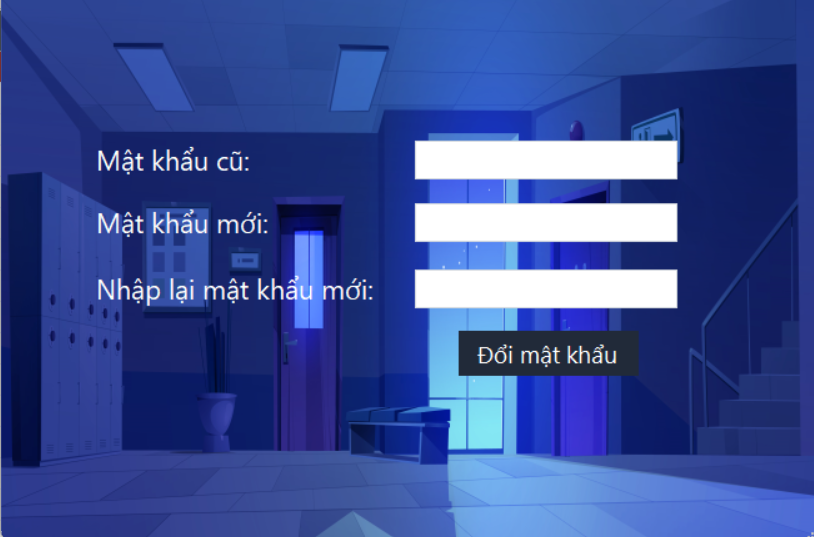 Mật khẩu cũ:
Mật khẩu mới:
Nhập lại mật khẩu mới:
Đổi mật khẩu